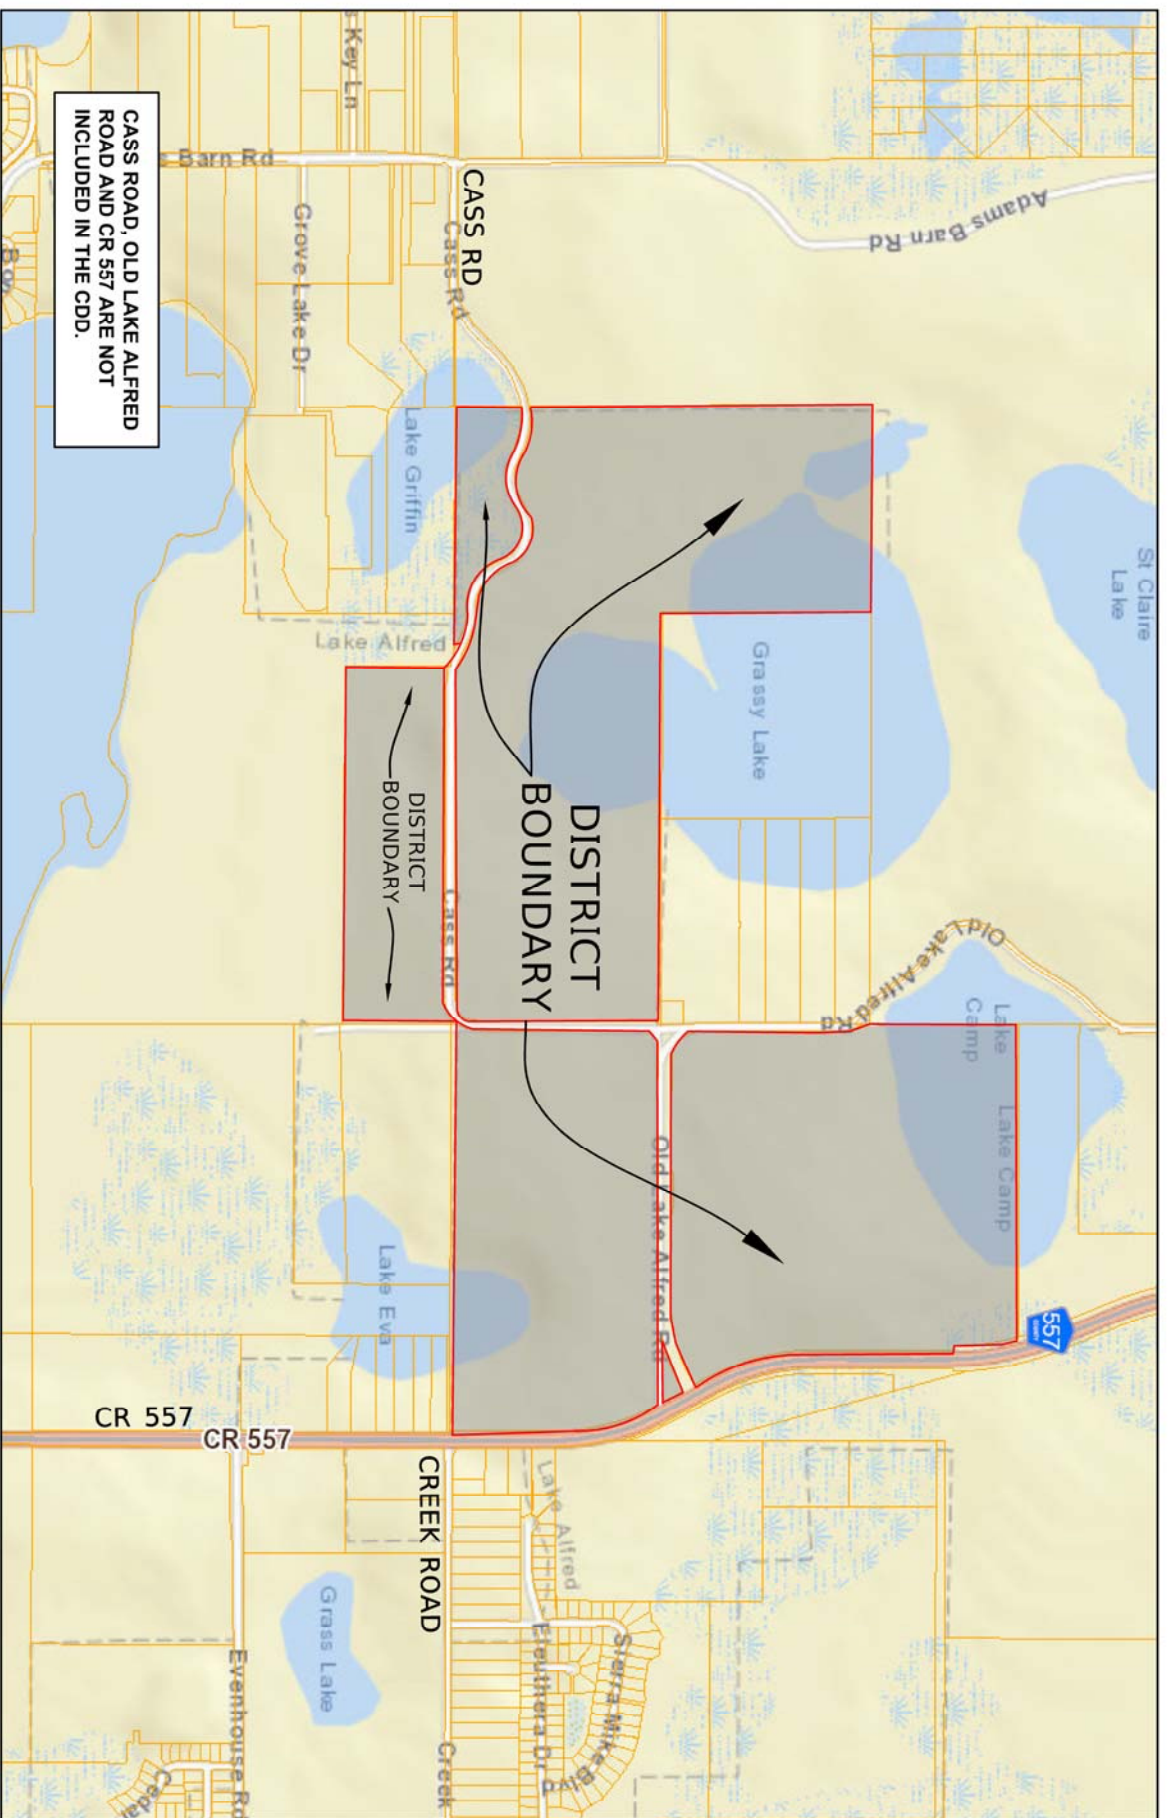 St Claire
Lake
Adams Barn Rd
Key Ln
Barn Rd
Grove Lake Dr
CASS RD
Cass Rd
Lake Griffin
Grassy Lake
Old Lake Alfred Rd
Lake
Camp
Lake Camp
557
Lake Alfred
DISTRICT
BOUNDARY
DISTRICT
BOUNDARY
Cass Rd
Old Lake Alfred Rd
Lake Eva
CR 557
CR 557
CREEK ROAD
Lake Alfred
Sierra Mike Blvd
Eleuthera Dr
Creek
Grass Lake
Evenhouse Rd
Cedar
CASS ROAD, OLD LAKE ALFRED
ROAD AND CR 557 ARE NOT
INCLUDED IN THE CDD.